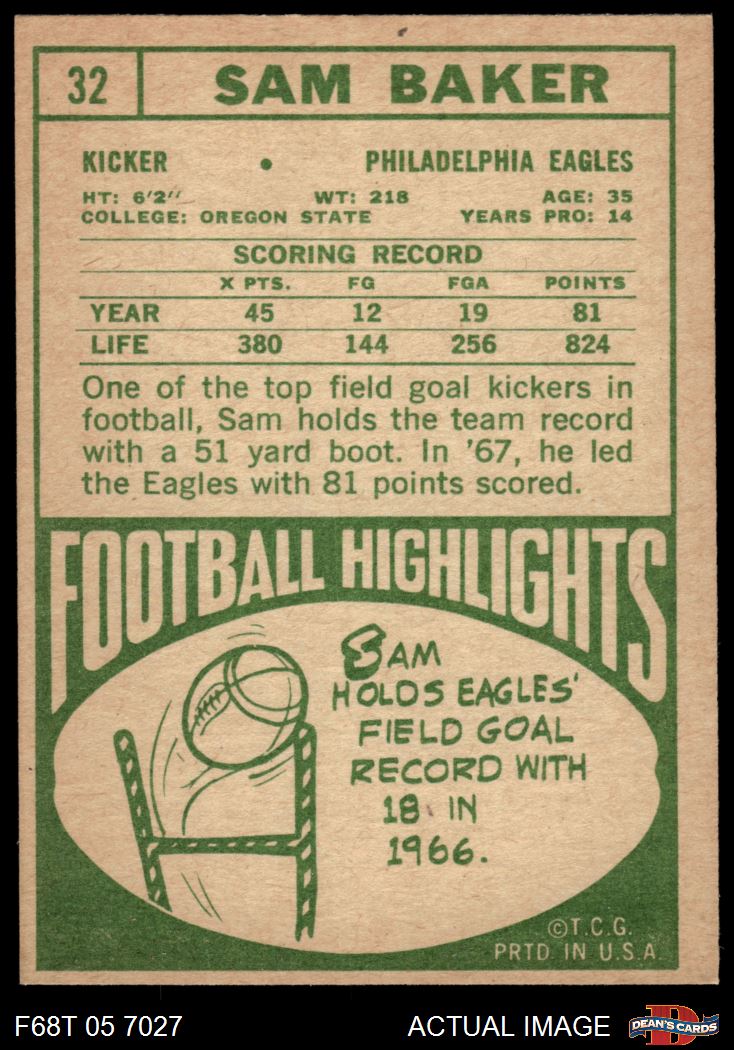 32 SAM BAKER
KICKER • PHILADELPHIA EAGLES
HT: 6'2" WT: 218 AGE: 35
COLLEGE: OREGON STATE YEARS PRO: 14
SCORING RECORD
X PTS. FG FGA POINTS
YEAR 45 12 19 81
LIFE 380 144 256 824
One of the top field goal kickers in
football, Sam holds the team record
with a 51 yard boot. In '67, he led
the Eagles with 81 points scored.
FOOTBALL HIGHLIGHTS
SAM
HOLDS EAGLES'
FIELD GOAL
RECORD WITH
18 IN
1966.
©T.C.G.
PRTD IN U.S.A.
F68T 05 7027 ACTUAL IMAGE DEAN'S CARDS